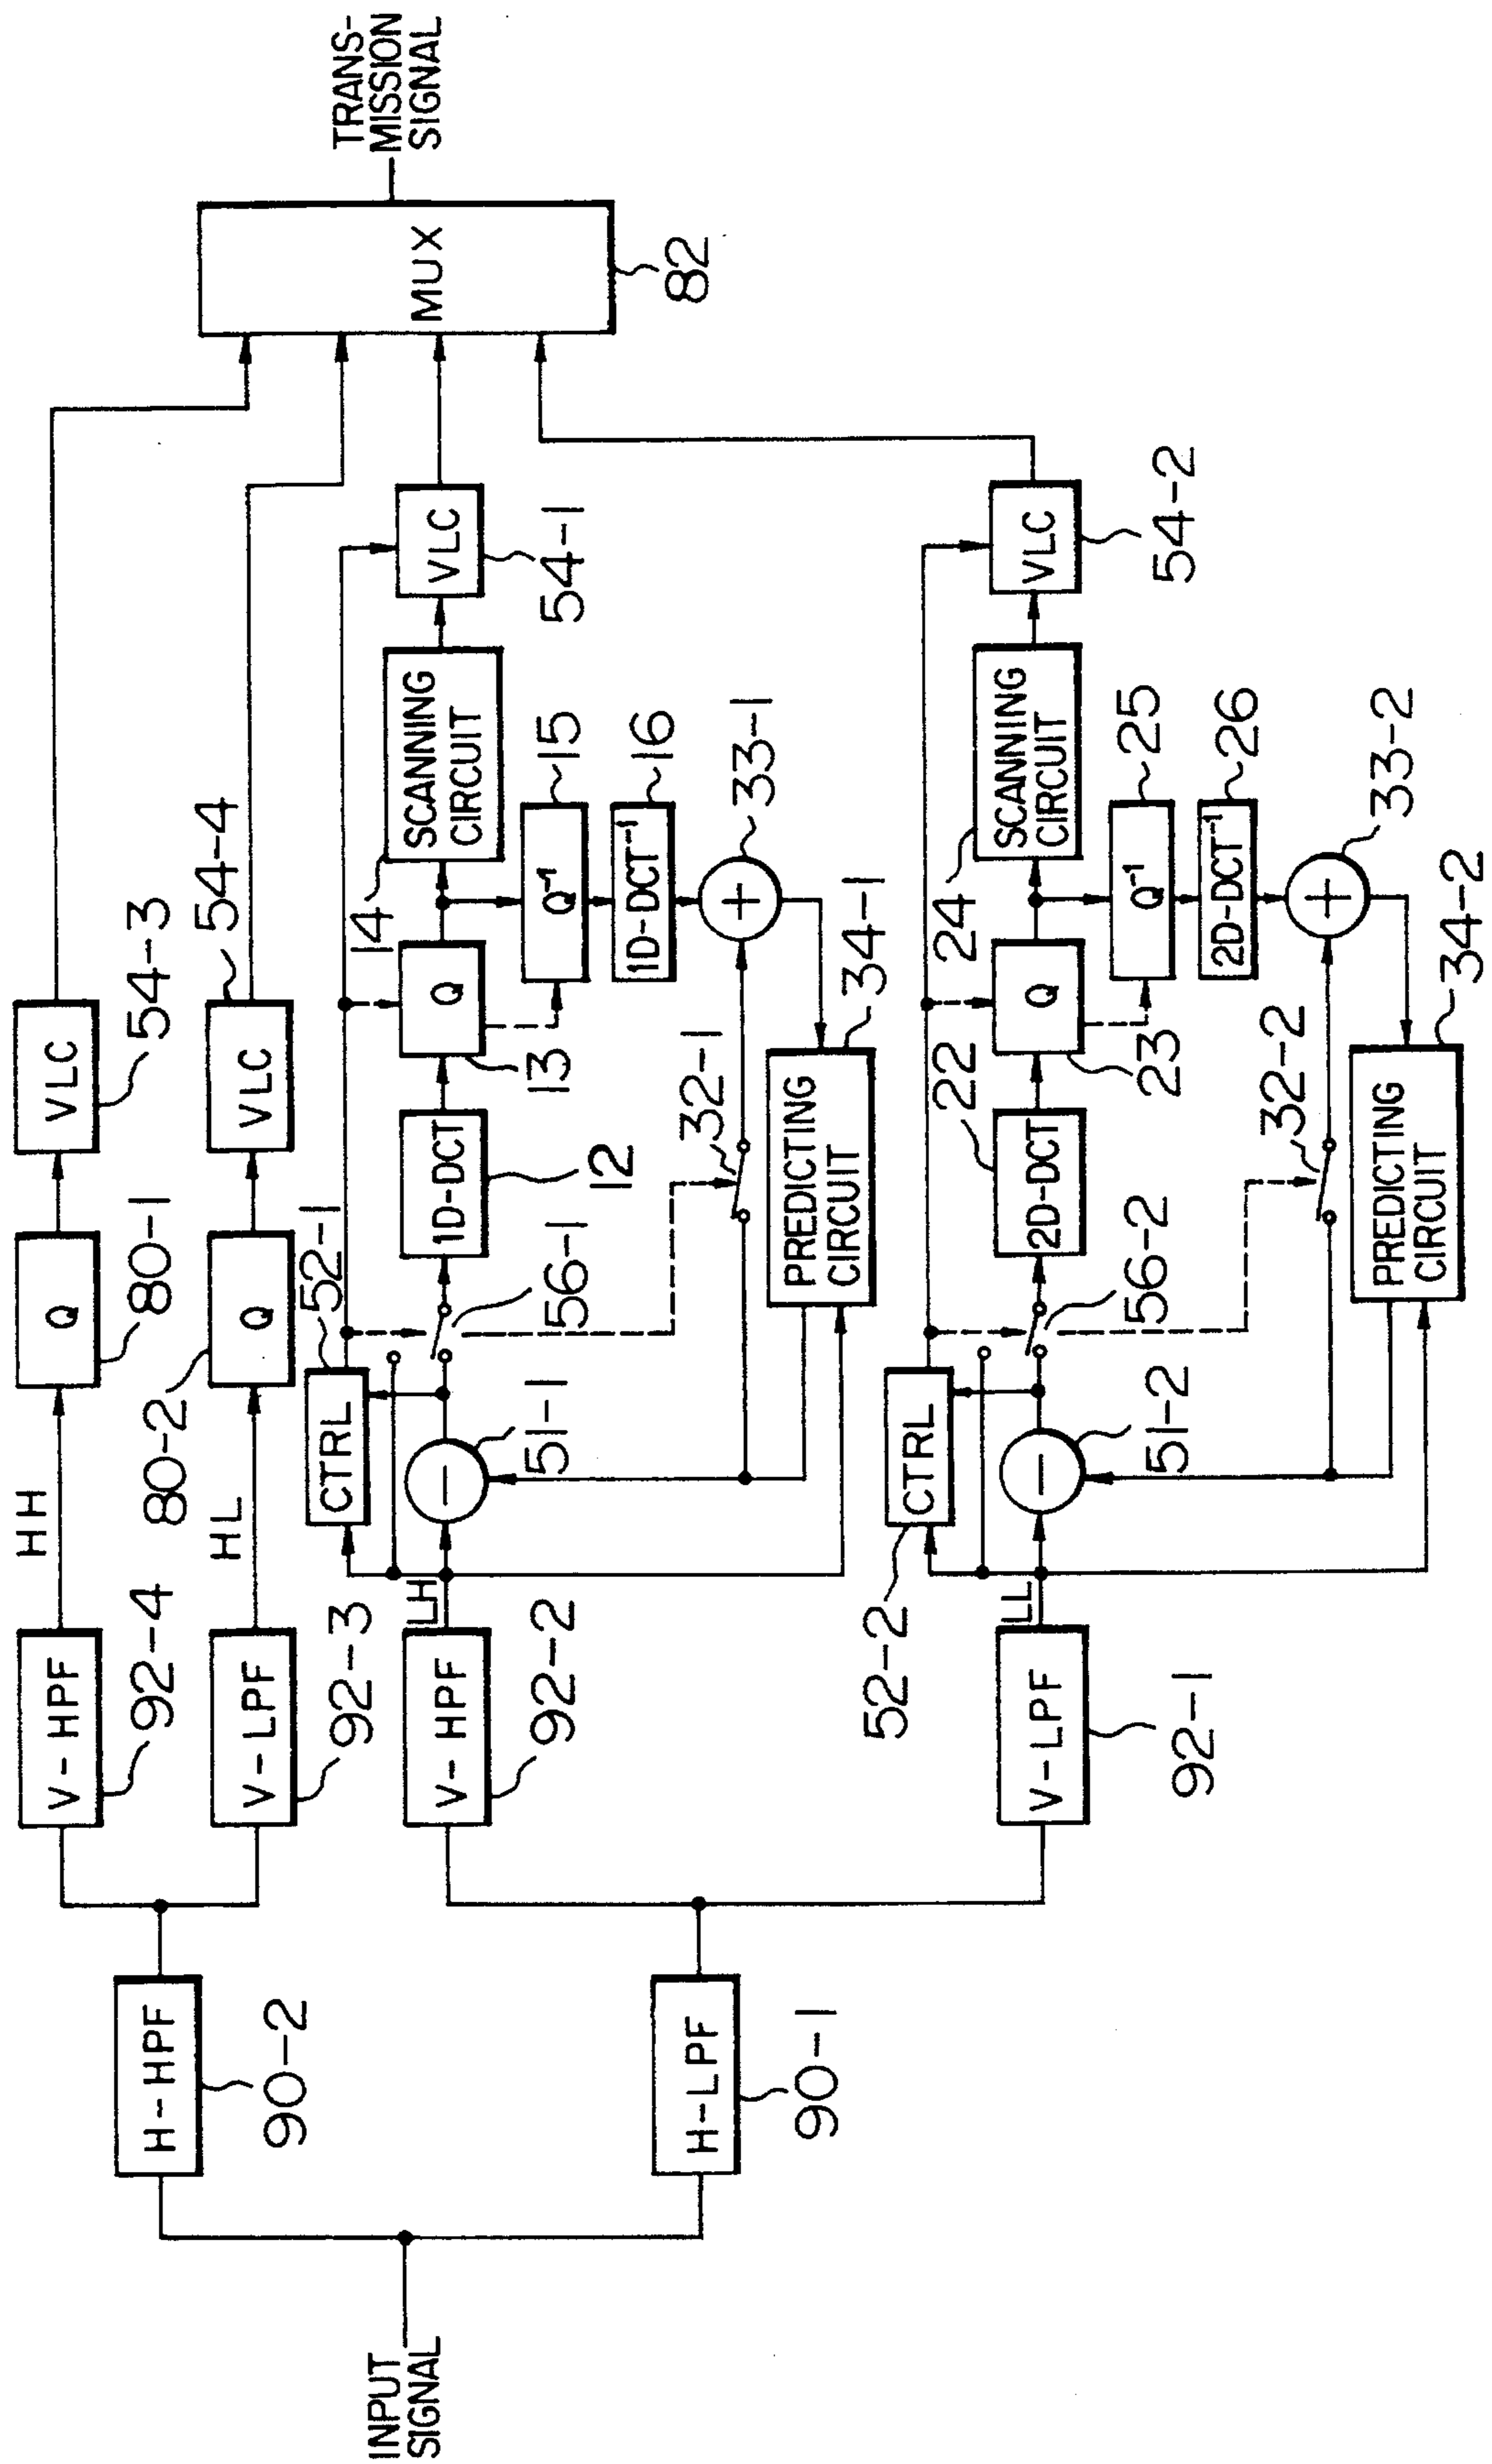 INPUT
SIGNAL
H-HPF
90-2
H-LPF
90-1
V-HPF
92-4
V-LPF
92-3
V-HPF
92-2
V-LPF
92-1
HH
HL
LH
LL
Q
80-1
Q
80-2
VLC
54-3
VLC
54-4
CTRL
52-1
51-1
56-1
1D-DCT
12
Q
13
SCANNING
CIRCUIT
14
VLC
54-1
Q⁻¹
15
1D-DCT⁻¹
16
33-1
32-1
PREDICTING
CIRCUIT
34-1
CTRL
52-2
51-2
56-2
2D-DCT
22
Q
23
SCANNING
CIRCUIT
24
VLC
54-2
Q⁻¹
25
2D-DCT⁻¹
26
33-2
32-2
PREDICTING
CIRCUIT
34-2
MUX
82
TRANS-
MISSION
SIGNAL